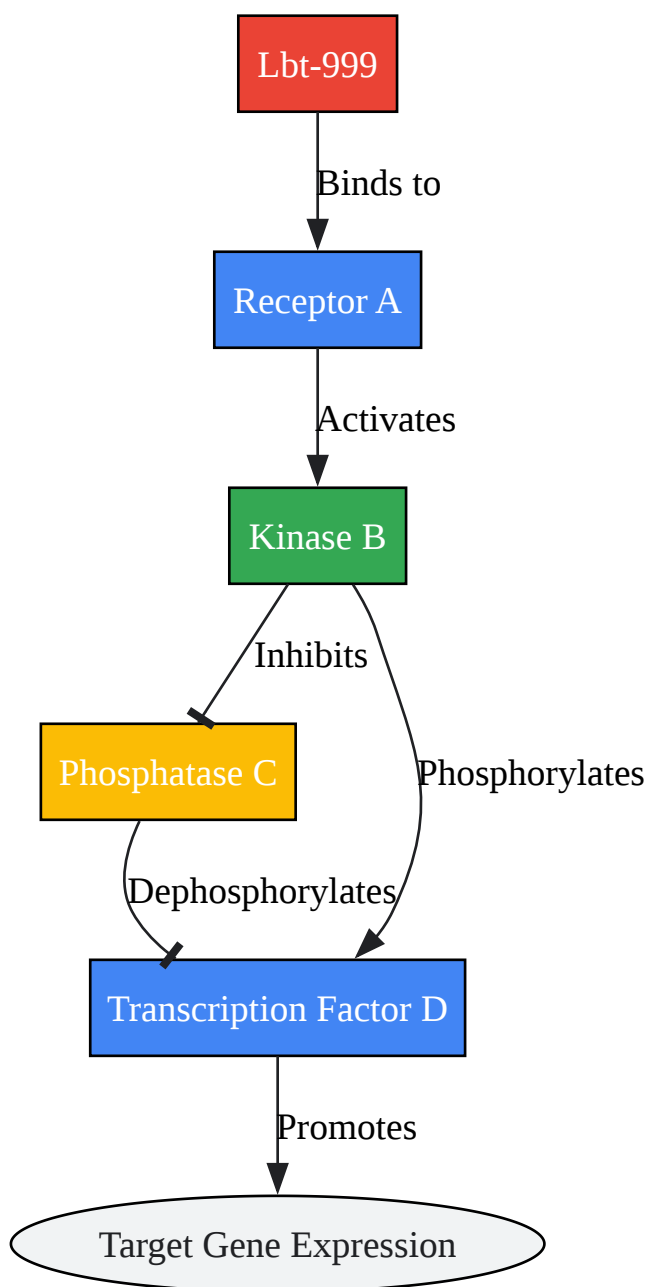 Lbt-999
Binds to
Receptor A
Activates
Kinase B
Inhibits
Phosphatase C
Phosphorylates
Dephosphorylates
Transcription Factor D
Promotes
Target Gene Expression